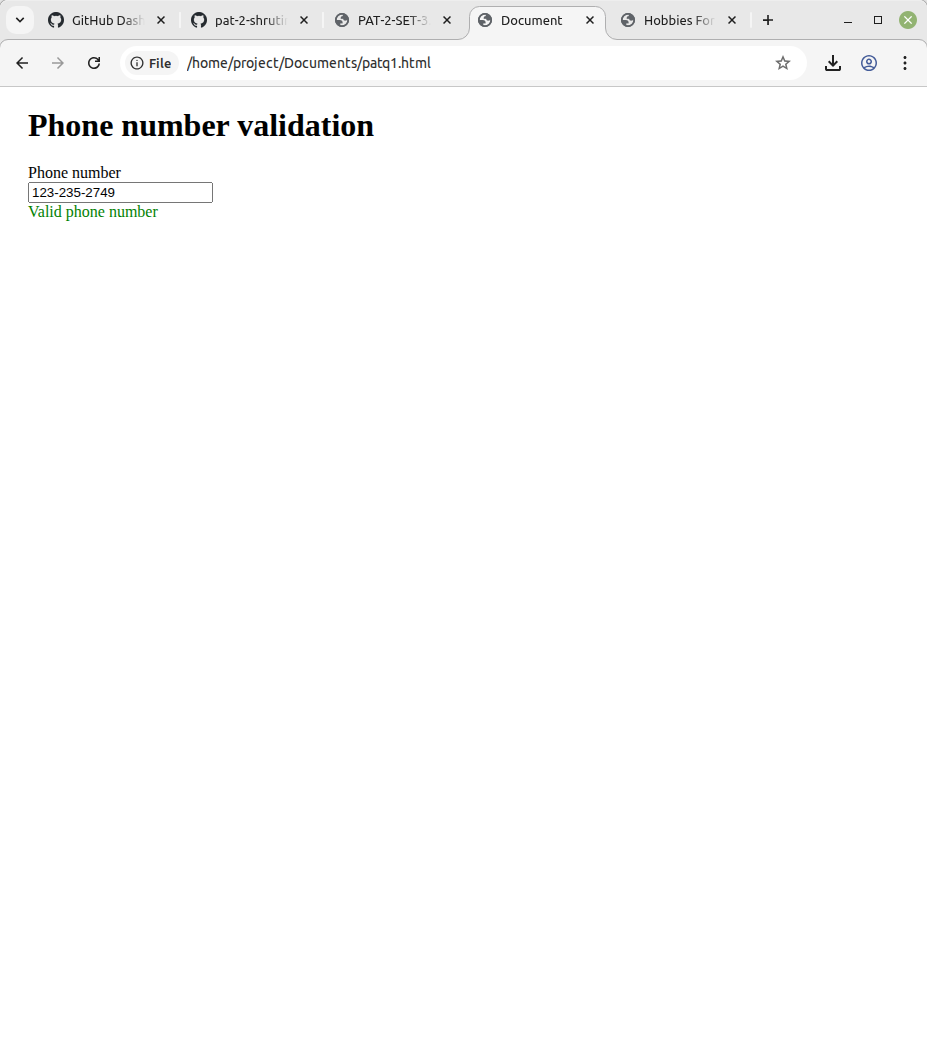 GitHub Dash
pat-2-shruti
PAT-2-SET-3
Document
Hobbies For
File
/home/project/Documents/patq1.html
Phone number validation
Phone number
123-235-2749
Valid phone number